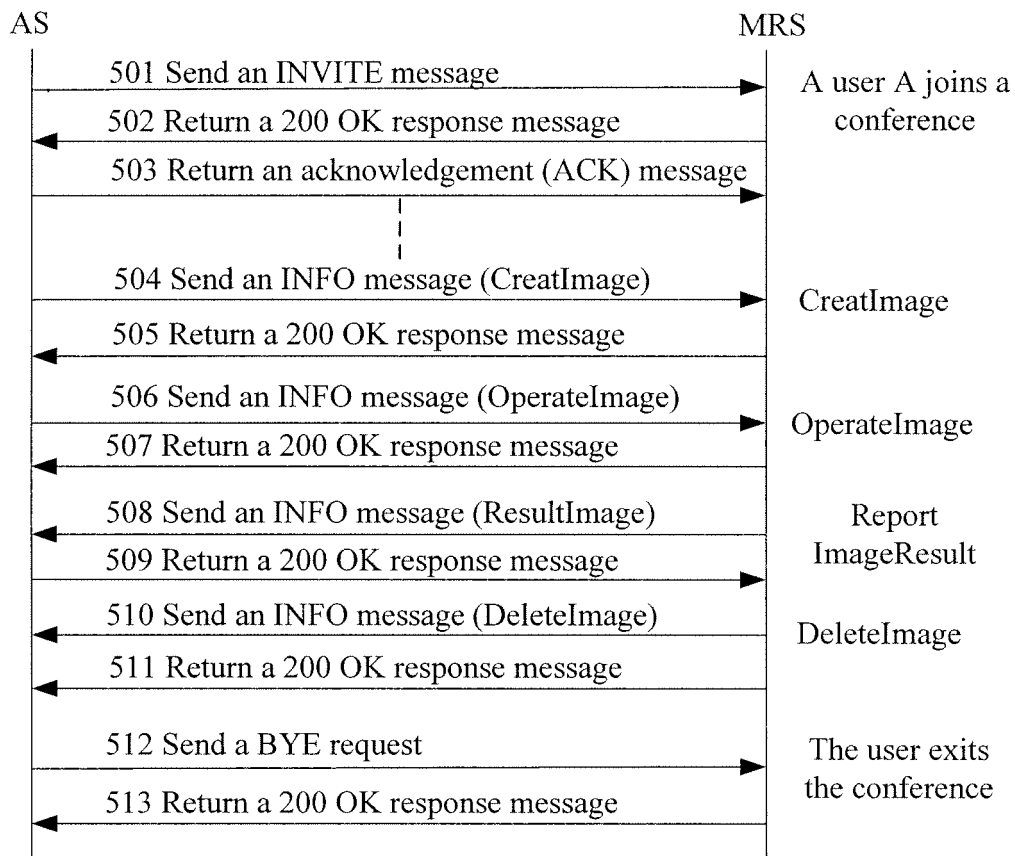 AS
MRS
501 Send an INVITE message
A user A joins a
conference
502 Return a 200 OK response message
503 Return an acknowledgement (ACK) message
504 Send an INFO message (CreatImage)
CreatImage
505 Return a 200 OK response message
506 Send an INFO message (OperateImage)
OperateImage
507 Return a 200 OK response message
508 Send an INFO message (ResultImage)
Report
ImageResult
509 Return a 200 OK response message
510 Send an INFO message (DeleteImage)
DeleteImage
511 Return a 200 OK response message
512 Send a BYE request
The user exits
the conference
513 Return a 200 OK response message